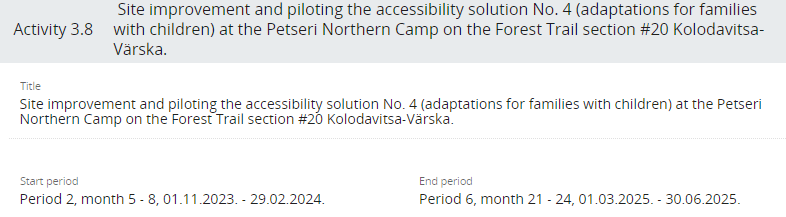 Activity 3.8
Site improvement and piloting the accessibility solution No. 4 (adaptations for families
with children) at the Petseri Northern Camp on the Forest Trail section #20 Kolodavitsa-
Värska.
Title
Site improvement and piloting the accessibility solution No. 4 (adaptations for families with children) at the Petseri
Northern Camp on the Forest Trail section #20 Kolodavitsa-Värska.
Start period
Period 2, month 5 - 8, 01.11.2023. - 29.02.2024.
End period
Period 6, month 21 - 24, 01.03.2025. - 30.06.2025.